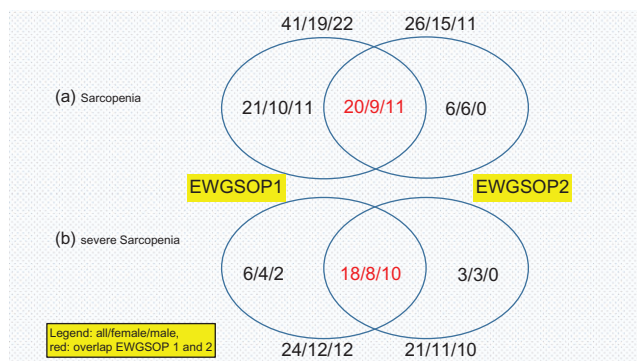 41/19/22 26/15/11
(a) Sarcopenia
21/10/11 20/9/11 6/6/0
EWGSOP1 EWGSOP2
(b) severe Sarcopenia
6/4/2 18/8/10 3/3/0
Legend: all/female/male,
red: overlap EWGSOP 1 and 2
24/12/12 21/11/10